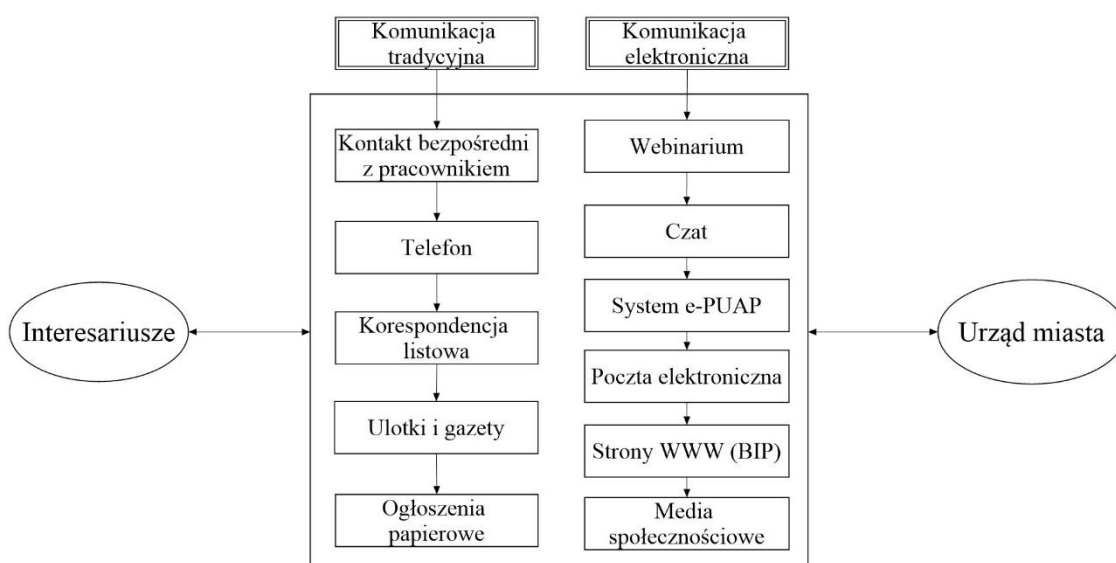 Komunikacja
tradycyjna
Komunikacja
elektroniczna
Kontakt bezpośredni
z pracownikiem
Telefon
Korespondencja
listowa
Ulotki i gazety
Ogłoszenia
papierowe
Webinarium
Czat
System e-PUAP
Poczta elektroniczna
Strony WWW (BIP)
Media
społecznościowe
Interesariusze
Urząd miasta